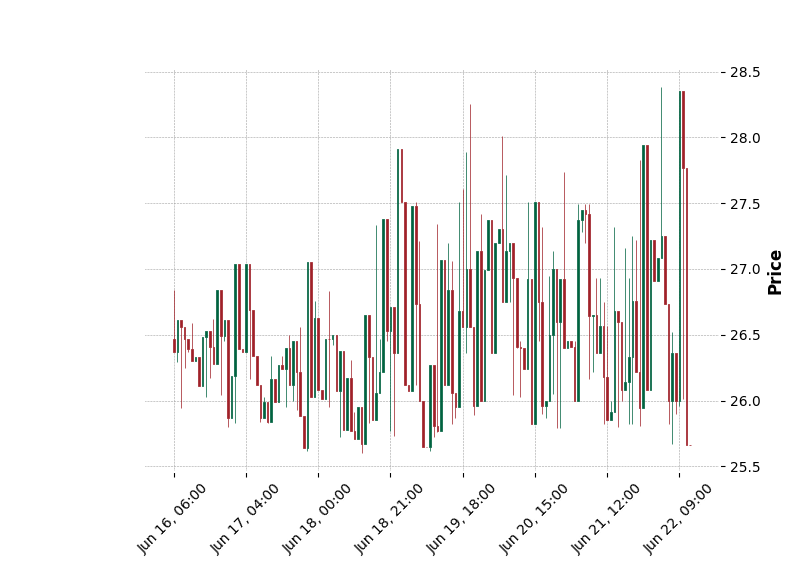 28.5
28.0
27.5
27.0
26.5
26.0
25.5
Price
Jun 16, 06:00
Jun 17, 04:00
Jun 18, 00:00
Jun 18, 21:00
Jun 19, 18:00
Jun 20, 15:00
Jun 21, 12:00
Jun 22, 09:00